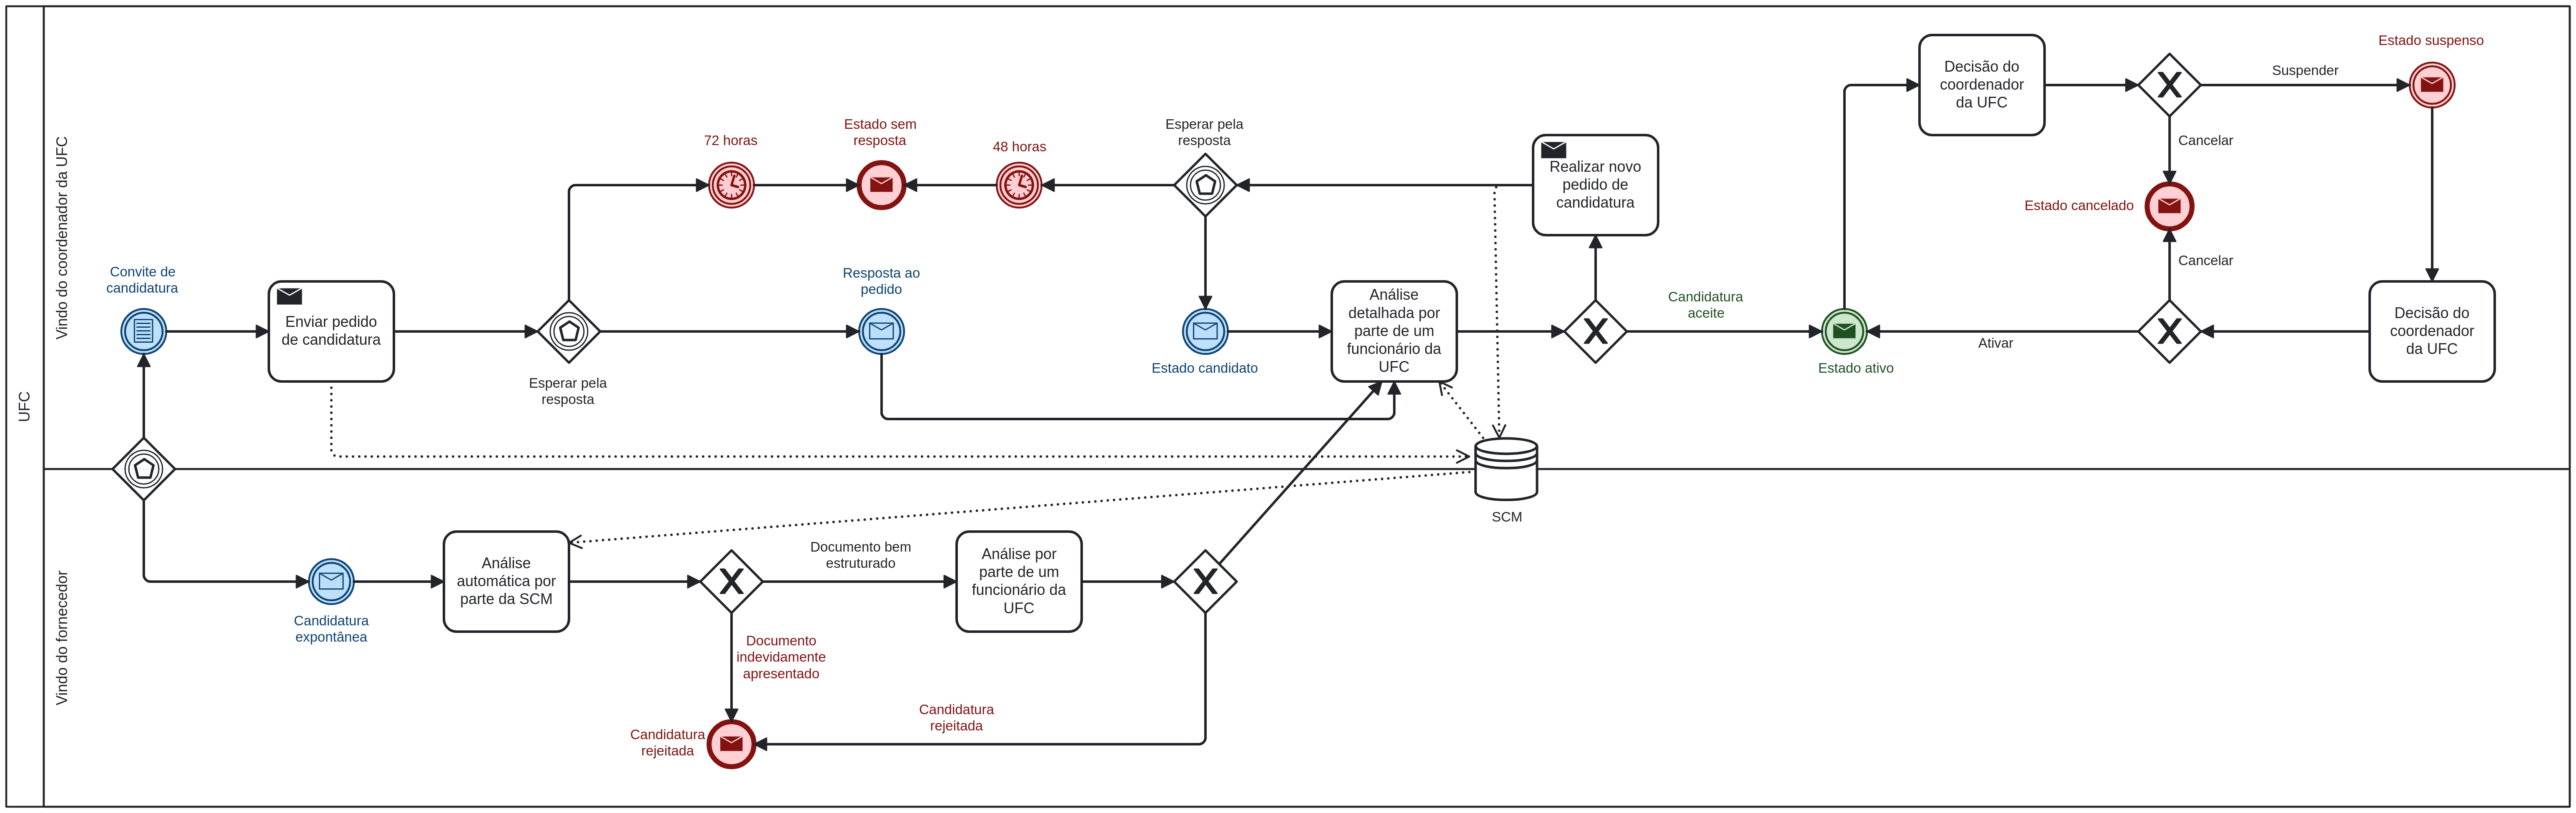 UFC
Vindo do coordenador da UFC
Convite de
candidatura
Enviar pedido
de candidatura
Esperar pela
resposta
72 horas
Estado sem
resposta
48 horas
Esperar pela
resposta
Resposta ao
pedido
Estado candidato
Análise
detalhada por
parte de um
funcionário da
UFC
Realizar novo
pedido de
candidatura
Candidatura
aceite
Estado ativo
Decisão do
coordenador
da UFC
Suspender
Estado suspenso
Cancelar
Estado cancelado
Cancelar
Ativar
Decisão do
coordenador
da UFC
SCM
Vindo do fornecedor
Candidatura
expontânea
Análise
automática por
parte da SCM
Documento bem
estruturado
Documento
indevidamente
apresentado
Análise por
parte de um
funcionário da
UFC
Candidatura
rejeitada
Candidatura
rejeitada